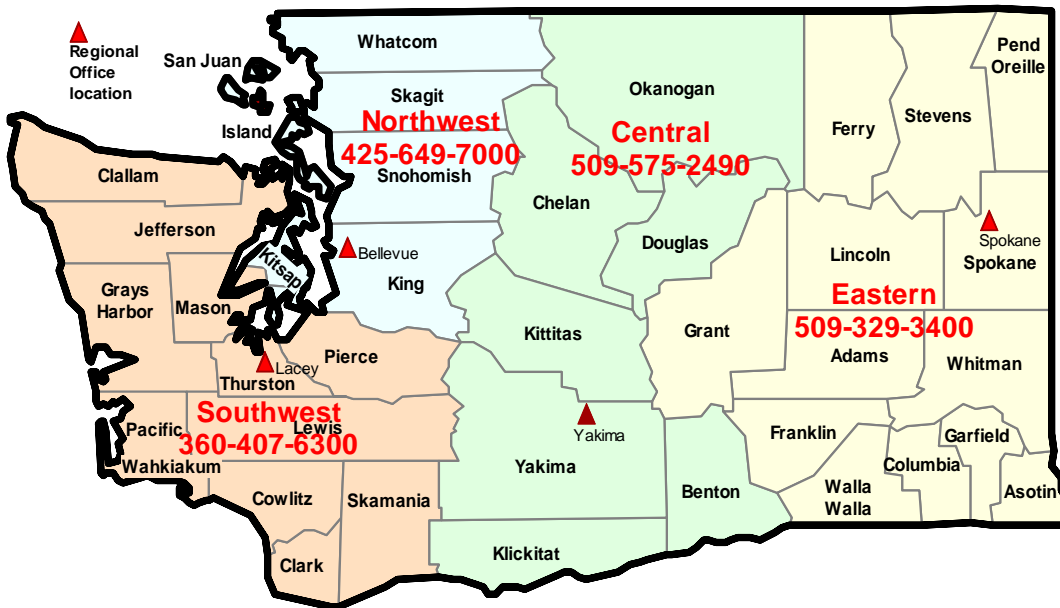 Regional
Office
location
San Juan
Island
Whatcom
Skagit
Northwest
425-649-7000
Snohomish
King
Bellevue
Kitsap
Okanogan
Central
509-575-2490
Chelan
Douglas
Kittitas
Yakima
Yakima
Benton
Klickitat
Pend
Oreille
Stevens
Ferry
Spokane
Spokane
Lincoln
Eastern
509-329-3400
Grant
Adams
Whitman
Franklin
Garfield
Columbia
Walla
Walla
Asotin
Clallam
Jefferson
Grays
Harbor
Mason
Pierce
Lacey
Thurston
Southwest
360-407-6300
Lewis
Pacific
Wahkiakum
Cowlitz
Skamania
Clark